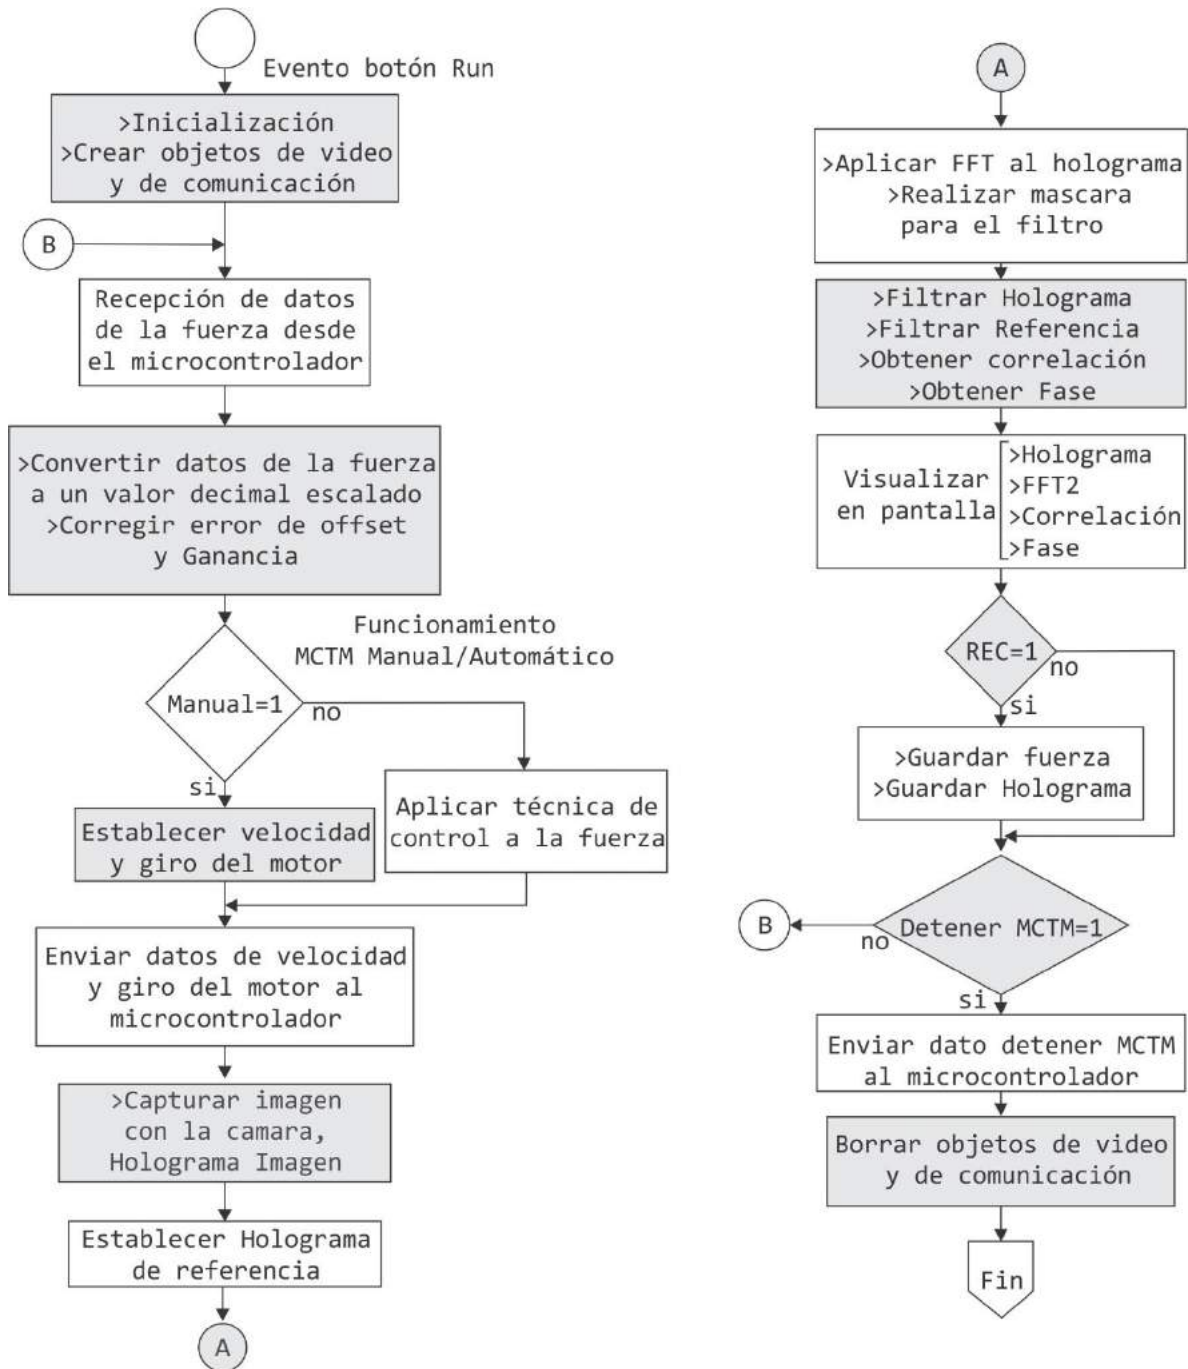 Evento botón Run
>Inicialización
>Crear objetos de video
y de comunicación
B
Recepción de datos
de la fuerza desde
el microcontrolador
>Convertir datos de la fuerza
a un valor decimal escalado
>Corregir error de offset
y Ganancia
Funcionamiento
MCTM Manual/Automático
Manual=1
no
si
Establecer velocidad
y giro del motor
Aplicar técnica de
control a la fuerza
Enviar datos de velocidad
y giro del motor al
microcontrolador
>Capturar imagen
con la camara,
Holograma Imagen
Establecer Holograma
de referencia
A
A
>Aplicar FFT al holograma
>Realizar mascara
para el filtro
>Filtrar Holograma
>Filtrar Referencia
>Obtener correlación
>Obtener Fase
Visualizar
en pantalla
>Holograma
>FFT2
>Correlación
>Fase
REC=1
no
si
>Guardar fuerza
>Guardar Holograma
B
no
Detener MCTM=1
si
Enviar dato detener MCTM
al microcontrolador
Borrar objetos de video
y de comunicación
Fin